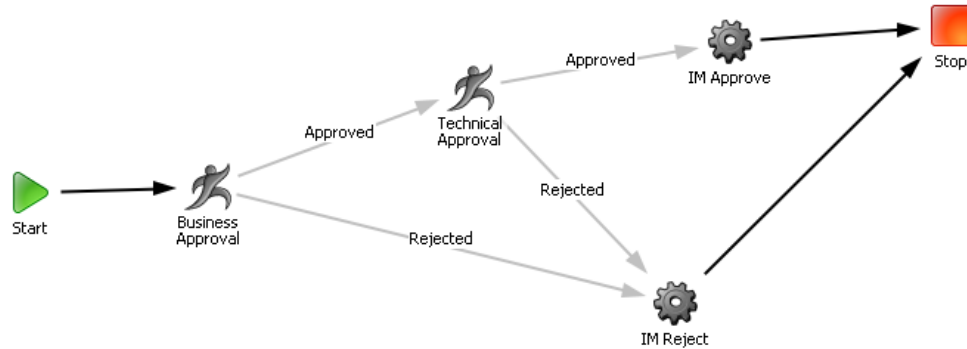 Approved
IM Approve
Stop
Technical
Approval
Approved
Rejected
Start
Business
Approval
Rejected
IM Reject